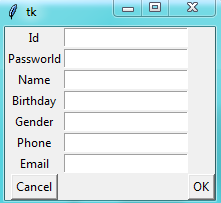 tk
Id
Passworld
Name
Birthday
Gender
Phone
Email
Cancel OK